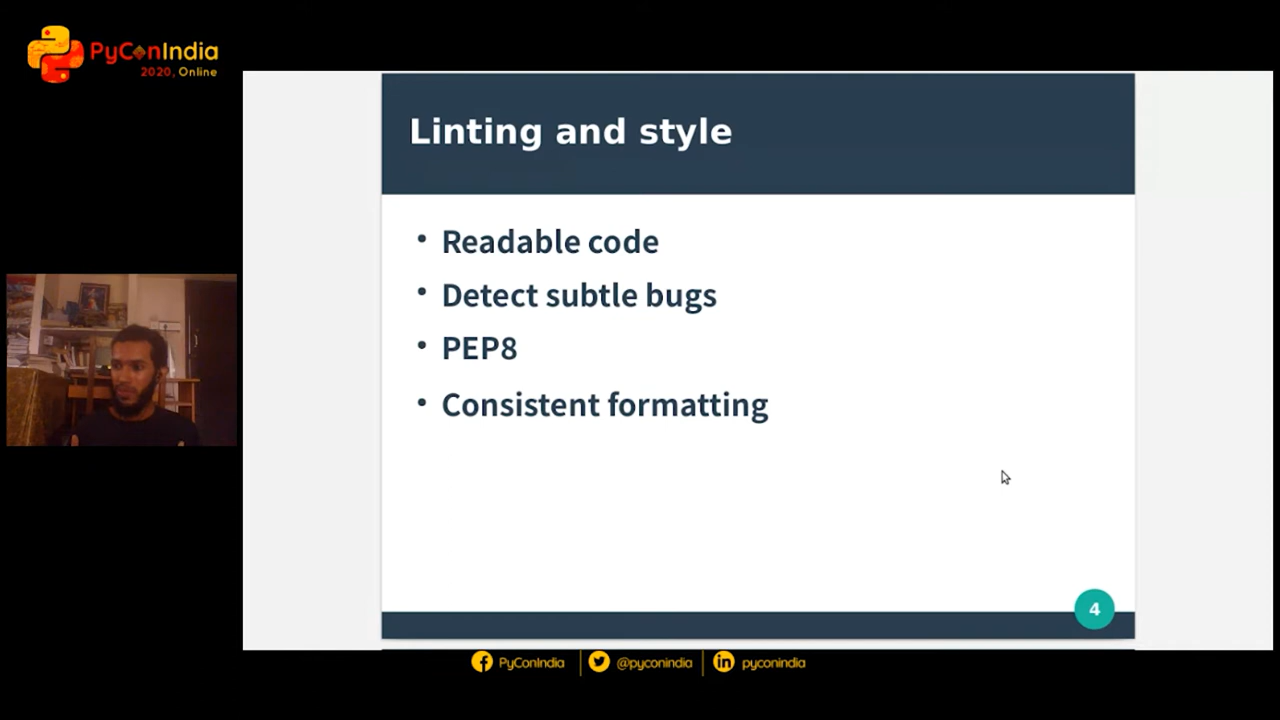 PyConIndia
2020, Online
Linting and style
• Readable code
• Detect subtle bugs
• PEP8
• Consistent formatting
4
PyConIndia
@pyconindia
pyconindia